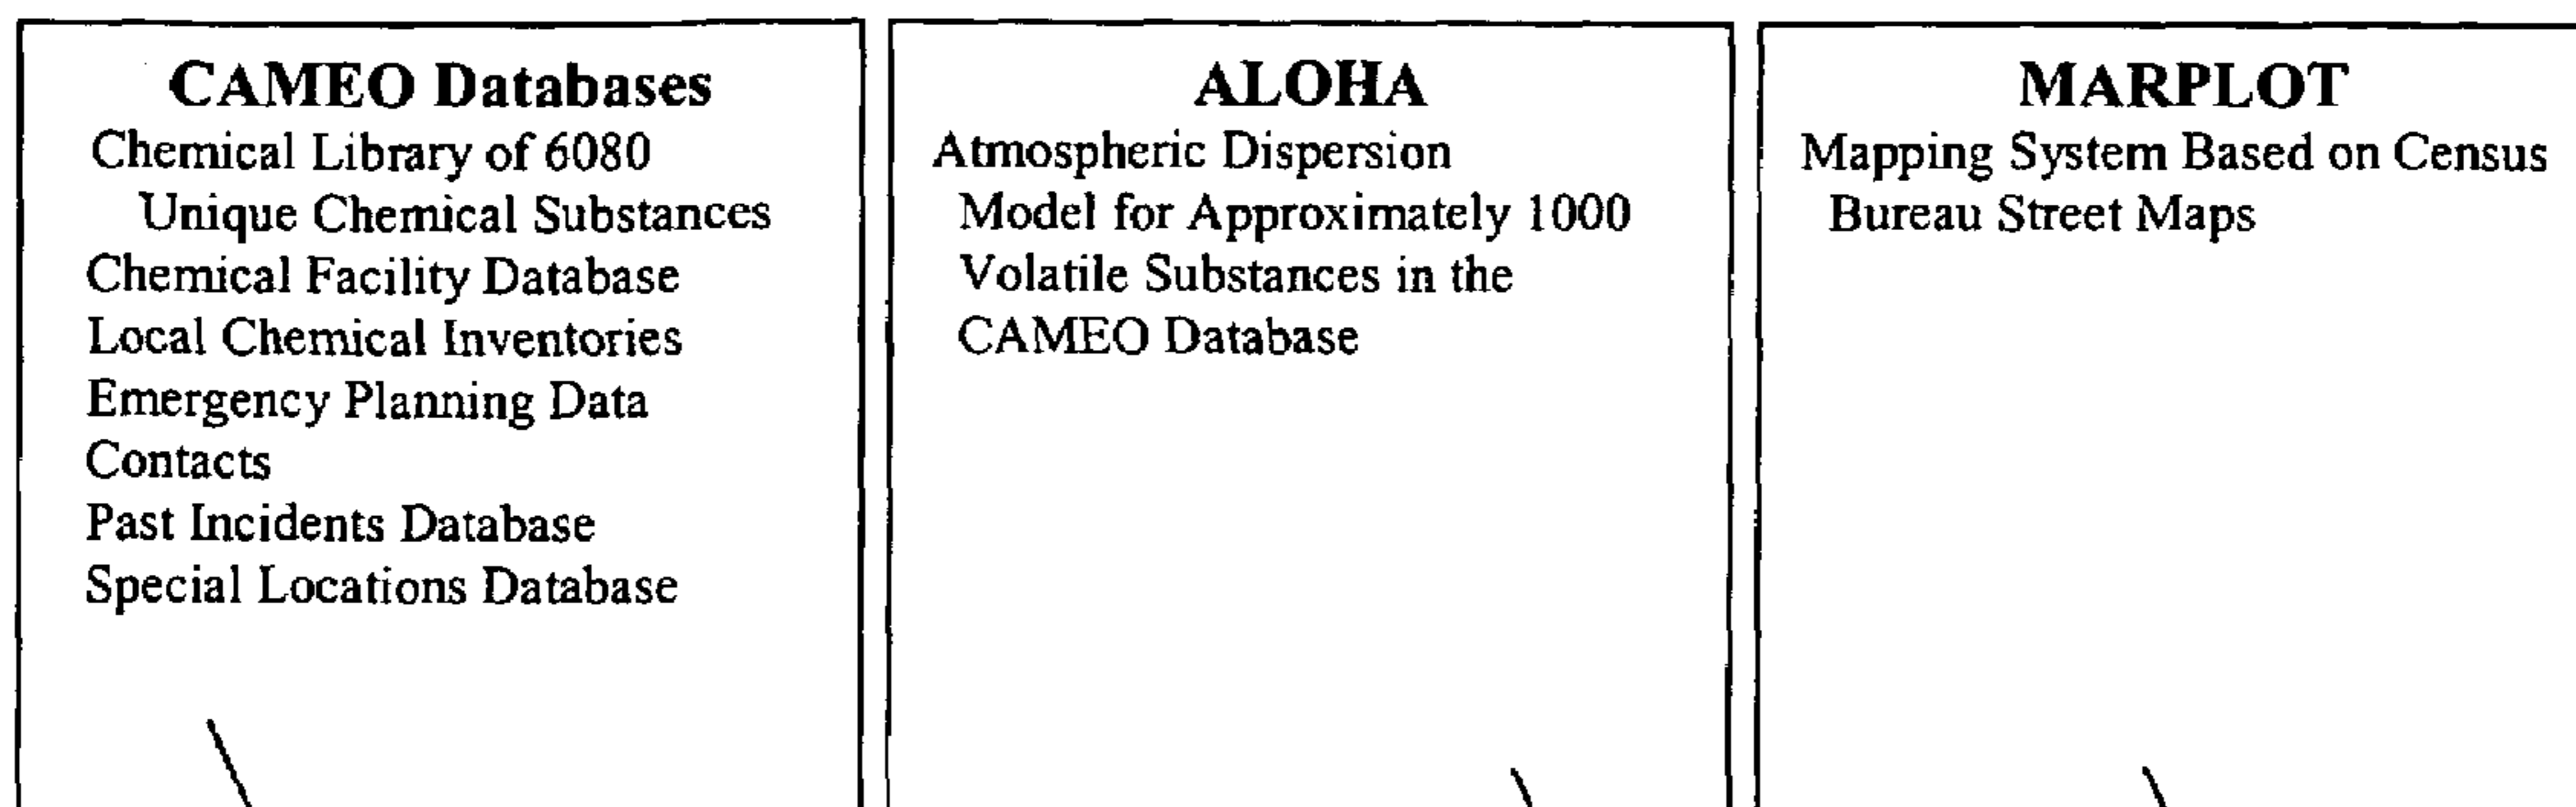 CAMEO Databases
Chemical Library of 6080
Unique Chemical Substances
Chemical Facility Database
Local Chemical Inventories
Emergency Planning Data
Contacts
Past Incidents Database
Special Locations Database
ALOHA
Atmospheric Dispersion
Model for Approximately 1000
Volatile Substances in the
CAMEO Database
MARPLOT
Mapping System Based on Census
Bureau Street Maps